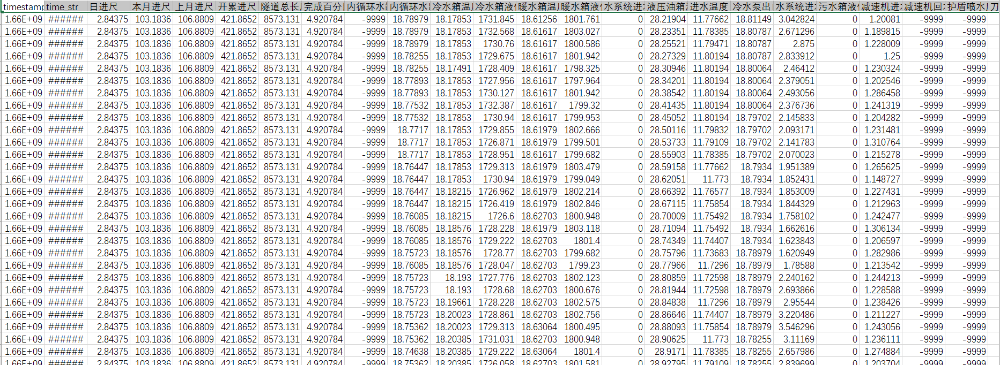 timestamp time_str 日进尺 本月进尺 上月进尺 开累进尺 隧道总长 完成百分 内循环水 内循环水 冷水箱温 冷水箱液 暖水箱温 暖水箱液 水系统进 液压油箱 进水温度 冷水泵出 水系统进 污水箱液 减速机进 减速机回 护盾喷水 刀
1.66E+09 ###### 2.84375 103.1836 106.8809 421.8652 8573.131 4.920784 -9999 18.78979 18.17853 1731.845 18.61256 1801.761 0 28.21904 11.77662 18.81149 3.042824 0 1.20081 -9999 -9999
1.66E+09 ###### 2.84375 103.1836 106.8809 421.8652 8573.131 4.920784 -9999 18.78979 18.17853 1732.568 18.61617 1803.027 0 28.23351 11.78385 18.80787 2.671296 0 1.189815 -9999 -9999
1.66E+09 ###### 2.84375 103.1836 106.8809 421.8652 8573.131 4.920784 -9999 18.78979 18.17853 1730.76 18.61617 1800.586 0 28.25521 11.79471 18.80787 2.875 0 1.228009 -9999 -9999
1.66E+09 ###### 2.84375 103.1836 106.8809 421.8652 8573.131 4.920784 -9999 18.78255 18.17853 1729.675 18.61617 1801.942 0 28.27329 11.80194 18.80787 2.833912 0 1.25 -9999 -9999
1.66E+09 ###### 2.84375 103.1836 106.8809 421.8652 8573.131 4.920784 -9999 18.78255 18.17491 1728.409 18.61617 1798.325 0 28.30946 11.80194 18.80064 2.46412 0 1.230324 -9999 -9999
1.66E+09 ###### 2.84375 103.1836 106.8809 421.8652 8573.131 4.920784 -9999 18.77893 18.17853 1727.956 18.61617 1797.964 0 28.34201 11.80194 18.80064 2.379051 0 1.202546 -9999 -9999
1.66E+09 ###### 2.84375 103.1836 106.8809 421.8652 8573.131 4.920784 -9999 18.77893 18.17853 1730.127 18.61617 1801.942 0 28.38542 11.80194 18.80064 2.493056 0 1.286458 -9999 -9999
1.66E+09 ###### 2.84375 103.1836 106.8809 421.8652 8573.131 4.920784 -9999 18.77532 18.17853 1732.387 18.61617 1799.32 0 28.41435 11.80194 18.80064 2.376736 0 1.241319 -9999 -9999
1.66E+09 ###### 2.84375 103.1836 106.8809 421.8652 8573.131 4.920784 -9999 18.77532 18.17853 1730.94 18.61617 1799.953 0 28.45052 11.80194 18.79702 2.145833 0 1.204282 -9999 -9999
1.66E+09 ###### 2.84375 103.1836 106.8809 421.8652 8573.131 4.920784 -9999 18.7717 18.17853 1729.855 18.61979 1802.666 0 28.50116 11.79832 18.79702 2.093171 0 1.231481 -9999 -9999
1.66E+09 ###### 2.84375 103.1836 106.8809 421.8652 8573.131 4.920784 -9999 18.7717 18.17853 1726.871 18.61979 1799.501 0 28.53733 11.79109 18.79702 2.141783 0 1.310764 -9999 -9999
1.66E+09 ###### 2.84375 103.1836 106.8809 421.8652 8573.131 4.920784 -9999 18.7717 18.17853 1728.951 18.61617 1799.682 0 28.55903 11.78385 18.79702 2.070023 0 1.215278 -9999 -9999
1.66E+09 ###### 2.84375 103.1836 106.8809 421.8652 8573.131 4.920784 -9999 18.76447 18.17853 1729.313 18.61979 1803.479 0 28.59158 11.77662 18.7934 1.951389 0 1.265625 -9999 -9999
1.66E+09 ###### 2.84375 103.1836 106.8809 421.8652 8573.131 4.920784 -9999 18.76447 18.17853 1730.94 18.61979 1799.049 0 28.62051 11.773 18.7934 1.852431 0 1.148727 -9999 -9999
1.66E+09 ###### 2.84375 103.1836 106.8809 421.8652 8573.131 4.920784 -9999 18.76447 18.18215 1726.962 18.61979 1802.214 0 28.66392 11.76577 18.7934 1.853009 0 1.227431 -9999 -9999
1.66E+09 ###### 2.84375 103.1836 106.8809 421.8652 8573.131 4.920784 -9999 18.76447 18.18215 1726.419 18.61979 1802.846 0 28.67115 11.75854 18.7934 1.844329 0 1.212963 -9999 -9999
1.66E+09 ###### 2.84375 103.1836 106.8809 421.8652 8573.131 4.920784 -9999 18.76085 18.18215 1726.6 18.62703 1800.948 0 28.70009 11.75492 18.7934 1.758102 0 1.242477 -9999 -9999
1.66E+09 ###### 2.84375 103.1836 106.8809 421.8652 8573.131 4.920784 -9999 18.76085 18.18576 1728.228 18.61979 1803.118 0 28.71094 11.75492 18.7934 1.662616 0 1.306134 -9999 -9999
1.66E+09 ###### 2.84375 103.1836 106.8809 421.8652 8573.131 4.920784 -9999 18.76085 18.18576 1729.222 18.62703 1801.4 0 28.74349 11.74407 18.7934 1.623843 0 1.206597 -9999 -9999
1.66E+09 ###### 2.84375 103.1836 106.8809 421.8652 8573.131 4.920784 -9999 18.75723 18.18576 1728.77 18.62703 1799.682 0 28.75796 11.73683 18.78979 1.620949 0 1.282986 -9999 -9999
1.66E+09 ###### 2.84375 103.1836 106.8809 421.8652 8573.131 4.920784 -9999 18.76085 18.18576 1728.047 18.62703 1799.23 0 28.77966 11.7296 18.78979 1.78588 0 1.213542 -9999 -9999
1.66E+09 ###### 2.84375 103.1836 106.8809 421.8652 8573.131 4.920784 -9999 18.75723 18.193 1727.776 18.62703 1802.123 0 28.80859 11.72598 18.78979 2.240162 0 1.244213 -9999 -9999
1.66E+09 ###### 2.84375 103.1836 106.8809 421.8652 8573.131 4.920784 -9999 18.75723 18.193 1728.68 18.62703 1800.676 0 28.81944 11.72598 18.78979 2.693866 0 1.228588 -9999 -9999
1.66E+09 ###### 2.84375 103.1836 106.8809 421.8652 8573.131 4.920784 -9999 18.75723 18.19661 1728.228 18.62703 1802.575 0 28.84838 11.7296 18.78979 2.95544 0 1.238426 -9999 -9999
1.66E+09 ###### 2.84375 103.1836 106.8809 421.8652 8573.131 4.920784 -9999 18.75723 18.20023 1728.861 18.62703 1802.756 0 28.86646 11.74407 18.78979 3.220486 0 1.211227 -9999 -9999
1.66E+09 ###### 2.84375 103.1836 106.8809 421.8652 8573.131 4.920784 -9999 18.75362 18.20023 1729.313 18.63064 1800.495 0 28.88093 11.75854 18.78979 3.546296 0 1.243056 -9999 -9999
1.66E+09 ###### 2.84375 103.1836 106.8809 421.8652 8573.131 4.920784 -9999 18.75362 18.20385 1731.031 18.62703 1800.948 0 28.90625 11.773 18.78255 3.11169 0 1.236111 -9999 -9999
1.66E+09 ###### 2.84375 103.1836 106.8809 421.8652 8573.131 4.920784 -9999 18.74638 18.20385 1729.222 18.63064 1801.4 0 28.9171 11.78385 18.78255 2.657986 0 1.274884 -9999 -9999
1.66E+09 ###### 2.84375 103.1836 106.8809 421.8652 8573.131 4.920784 -9999 18.75362 18.20385 1726.058 18.62703 1801.581 0 28.92795 11.79109 18.78255 2.839699 0 1.203704 -9999 -9999